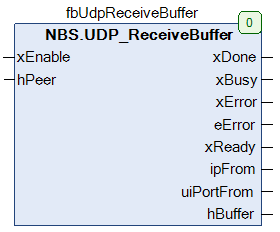 fbUdpReceiveBuffer
0
NBS.UDP_ReceiveBuffer
xEnable xDone
hPeer xBusy
xError
eError
xReady
ipFrom
uiPortFrom
hBuffer